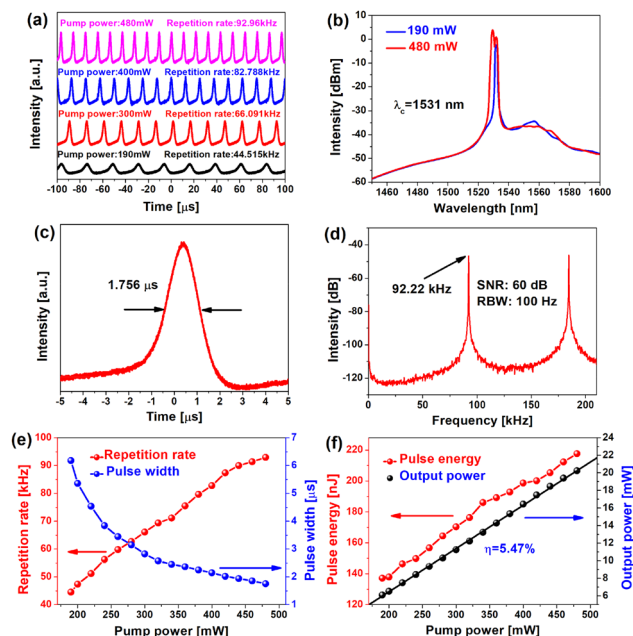 (a)
Pump power:480mW Repetition rate:92.96kHz
Pump power:400mW Repetition rate:82.788kHz
Pump power:300mW Repetition rate:66.091kHz
Pump power:190mW Repetition rate:44.515kHz
-100 -80 -60 -40 -20 0 20 40 60 80 100
Time [μs]
Intensity [a.u.]
(b)
190 mW
480 mW
λc=1531 nm
10
0
-10
-20
-30
-40
-50
-60
1460 1480 1500 1520 1540 1560 1580 1600
Wavelength [nm]
Intensity [dBm]
(c)
1.756 μs
-5 -4 -3 -2 -1 0 1 2 3 4 5
Time [μs]
Intensity [a.u.]
(d)
92.22 kHz
SNR: 60 dB
RBW: 100 Hz
-40
-60
-80
-100
-120
0 50 100 150 200
Frequency [kHz]
Intensity [dB]
(e)
Repetition rate
Pulse width
100
90
80
70
60
50
40
7
6
5
4
3
2
1
200 250 300 350 400 450 500
Pump power [mW]
Repetition rate [kHz]
Pulse width [μs]
(f)
Pulse energy
Output power
η=5.47%
220
200
180
160
140
120
24
22
20
18
16
14
12
10
8
6
200 250 300 350 400 450 500
Pump power [mW]
Pulse energy [nJ]
Output power [mW]